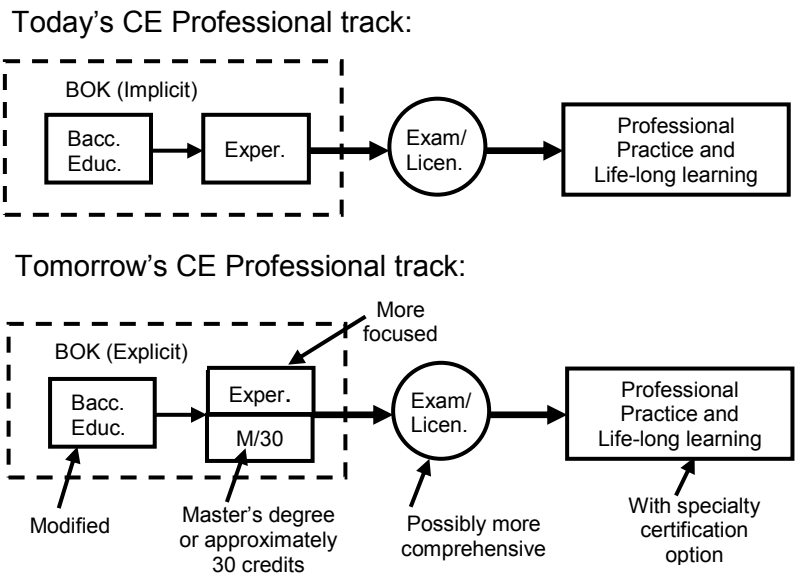 Today's CE Professional track:
BOK (Implicit)
Bacc.
Educ.
Exper.
Exam/
Licen.
Professional
Practice and
Life-long learning
Tomorrow's CE Professional track:
More
focused
BOK (Explicit)
Bacc.
Educ.
Exper.
M/30
Exam/
Licen.
Professional
Practice and
Life-long learning
Modified
Master's degree
or approximately
30 credits
Possibly more
comprehensive
With specialty
certification
option